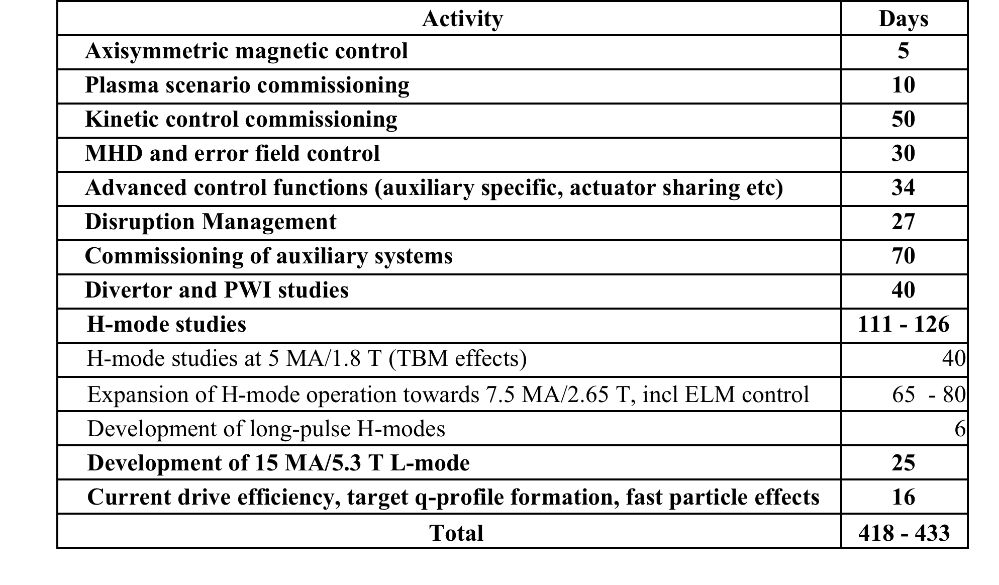 Activity Days
Axisymmetric magnetic control 5
Plasma scenario commissioning 10
Kinetic control commissioning 50
MHD and error field control 30
Advanced control functions (auxiliary specific, actuator sharing etc) 34
Disruption Management 27
Commissioning of auxiliary systems 70
Divertor and PWI studies 40
H-mode studies 111 - 126
H-mode studies at 5 MA/1.8 T (TBM effects) 40
Expansion of H-mode operation towards 7.5 MA/2.65 T, incl ELM control 65 - 80
Development of long-pulse H-modes 6
Development of 15 MA/5.3 T L-mode 25
Current drive efficiency, target q-profile formation, fast particle effects 16
Total 418 - 433